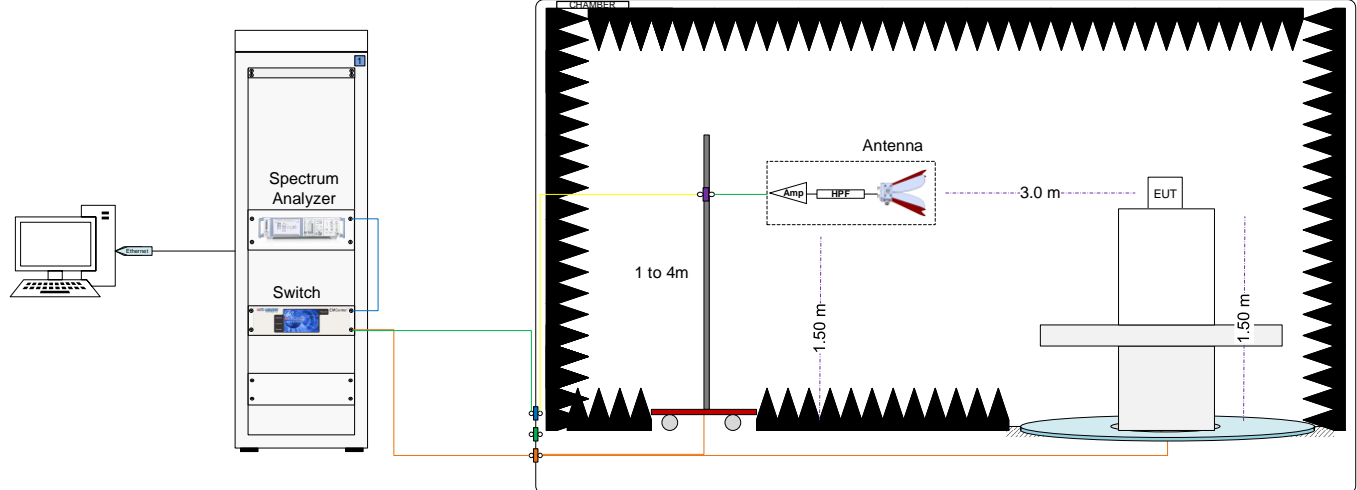 CHAMBER
1
Antenna
Spectrum
Analyzer
Amp
HPF
3.0 m
EUT
Ethernet
1 to 4m
Switch
EMCenter
1.50 m
1.50 m